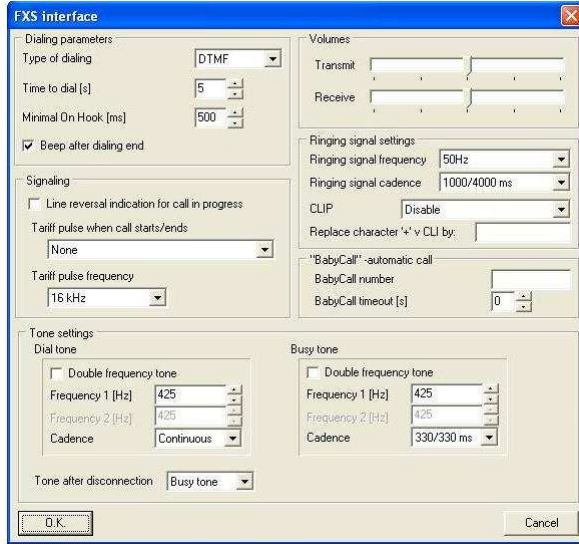 FXS interface
Dialing parameters
Type of dialing DTMF
Time to dial [s] 5
Minimal On Hook [ms] 500
Beep after dialing end
Signaling
Line reversal indication for call in progress
Tariff pulse when call starts/ends
None
Tariff pulse frequency
16 kHz
Volumes
Transmit
Receive
Ringing signal settings
Ringing signal frequency 50Hz
Ringing signal cadence 1000/4000 ms
CLIP Disable
Replace character '+' v CLI by:
"BabyCall" -automatic call
BabyCall number
BabyCall timeout [s] 0
Tone settings
Dial tone
Double frequency tone
Frequency 1 [Hz] 425
Frequency 2 [Hz] 425
Cadence Continuous
Busy tone
Double frequency tone
Frequency 1 [Hz] 425
Frequency 2 [Hz] 425
Cadence 330/330 ms
Tone after disconnection Busy tone
O.K.
Cancel